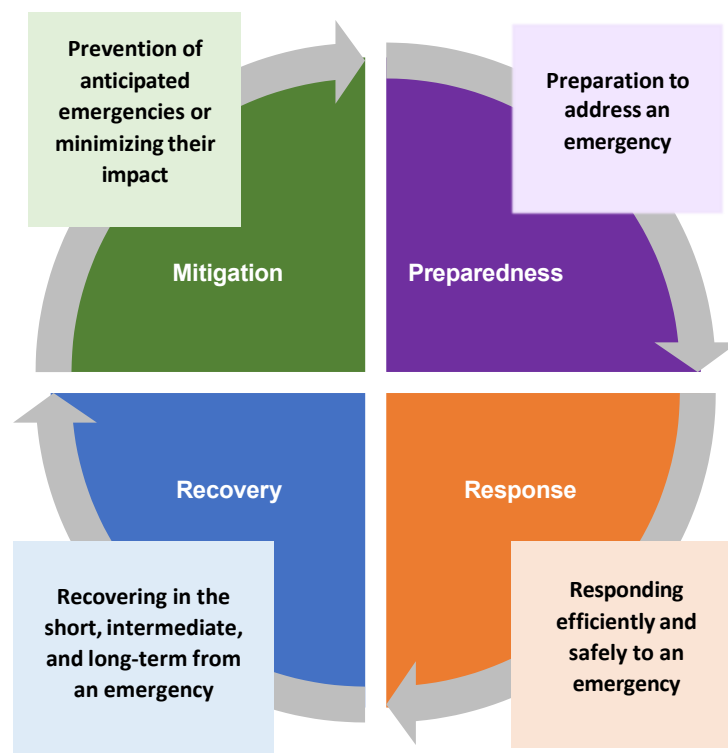 Prevention of
anticipated
emergencies or
minimizing their
impact
Preparation to
address an
emergency
Mitigation
Preparedness
Recovery
Response
Recovering in the
short, intermediate,
and long-term from
an emergency
Responding
efficiently and
safely to an
emergency